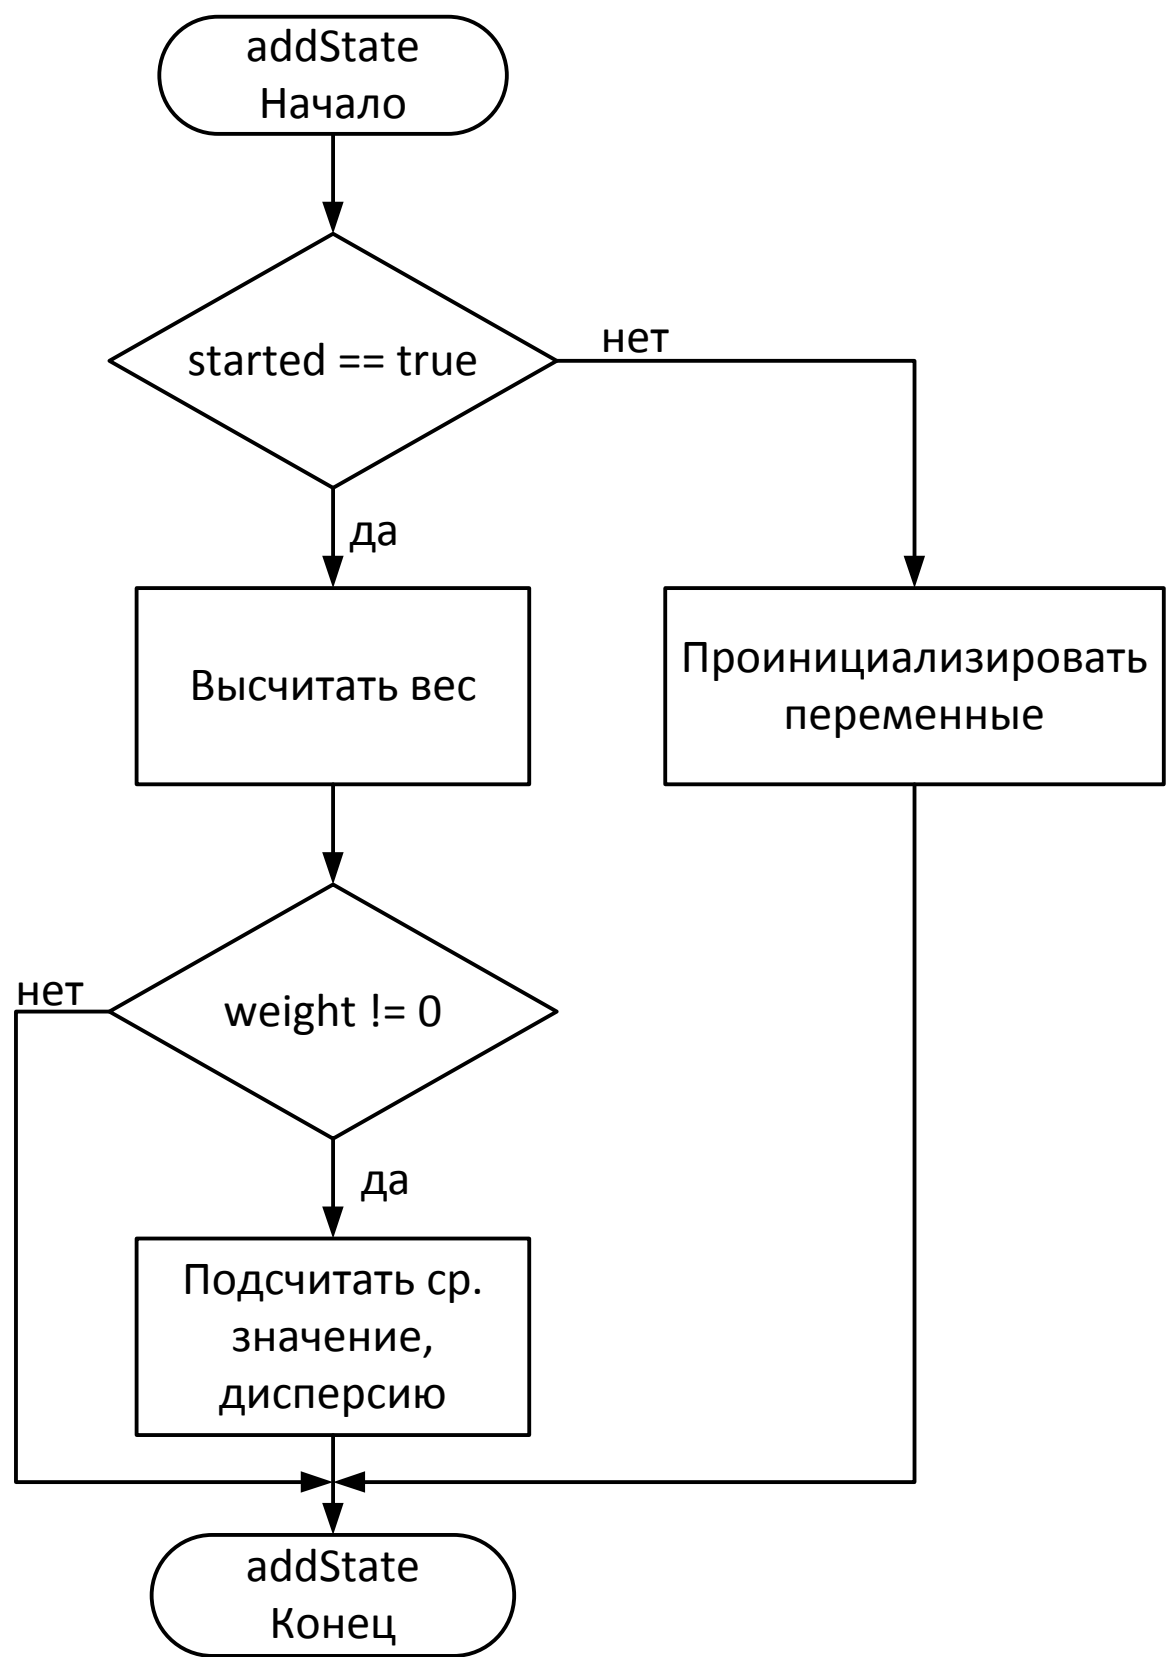 addState
Начало
started == true
нет
да
Высчитать вес
Проинициализировать
переменные
weight != 0
нет
да
Подсчитать ср.
значение,
дисперсию
addState
Конец